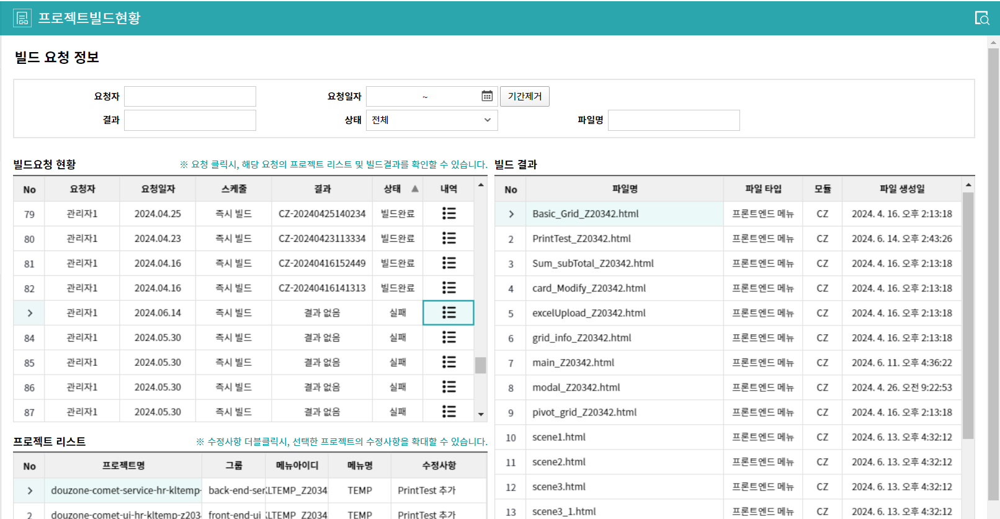 프로젝트빌드현황
빌드 요청 정보
요청자 요청일자 ~ 기간제거
결과 상태 전체 파일명
빌드요청 현황 ※ 요청 클릭시, 해당 요청의 프로젝트 리스트 및 빌드결과를 확인할 수 있습니다.
No 요청자 요청일자 스케줄 결과 상태 ▲ 내역
79 관리자1 2024.04.25 즉시 빌드 CZ-20240425140234 빌드완료
80 관리자1 2024.04.23 즉시 빌드 CZ-20240423113334 빌드완료
81 관리자1 2024.04.16 즉시 빌드 CZ-20240416152449 빌드완료
82 관리자1 2024.04.16 즉시 빌드 CZ-20240416141313 빌드완료
> 관리자1 2024.06.14 즉시 빌드 결과 없음 실패
84 관리자1 2024.05.30 즉시 빌드 결과 없음 실패
85 관리자1 2024.05.30 즉시 빌드 결과 없음 실패
86 관리자1 2024.05.30 즉시 빌드 결과 없음 실패
87 관리자1 2024.05.30 즉시 빌드 결과 없음 실패
프로젝트 리스트 ※ 수정사항 더블클릭시, 선택한 프로젝트의 수정사항을 확대할 수 있습니다.
No 프로젝트명 그룹 메뉴아이디 메뉴명 수정사항
> douzone-comet-service-hr-kltemp- back-end-ser KLTEMP_Z2034 TEMP PrintTest 추가
2 douzone-comet-ui-hr-kltemp-z203 front-end-ui KLTEMP_Z2034 TEMP PrintTest 추가
빌드 결과
No 파일명 파일 타입 모듈 파일 생성일
> Basic_Grid_Z20342.html 프론트엔드 메뉴 CZ 2024. 4. 16. 오후 2:13:18
2 PrintTest_Z20342.html 프론트엔드 메뉴 CZ 2024. 6. 14. 오후 2:43:26
3 Sum_subTotal_Z20342.html 프론트엔드 메뉴 CZ 2024. 4. 16. 오후 2:13:18
4 card_Modify_Z20342.html 프론트엔드 메뉴 CZ 2024. 4. 16. 오후 2:13:18
5 excelUpload_Z20342.html 프론트엔드 메뉴 CZ 2024. 4. 16. 오후 2:13:18
6 grid_info_Z20342.html 프론트엔드 메뉴 CZ 2024. 4. 16. 오후 2:13:18
7 main_Z20342.html 프론트엔드 메뉴 CZ 2024. 6. 11. 오후 4:36:22
8 modal_Z20342.html 프론트엔드 메뉴 CZ 2024. 4. 26. 오전 9:22:53
9 pivot_grid_Z20342.html 프론트엔드 메뉴 CZ 2024. 4. 16. 오후 2:13:18
10 scene1.html 프론트엔드 메뉴 CZ 2024. 6. 13. 오후 4:32:12
11 scene2.html 프론트엔드 메뉴 CZ 2024. 6. 13. 오후 4:32:12
12 scene3.html 프론트엔드 메뉴 CZ 2024. 6. 13. 오후 4:32:12
13 scene3_1.html 프론트엔드 메뉴 CZ 2024. 6. 13. 오후 4:32:12